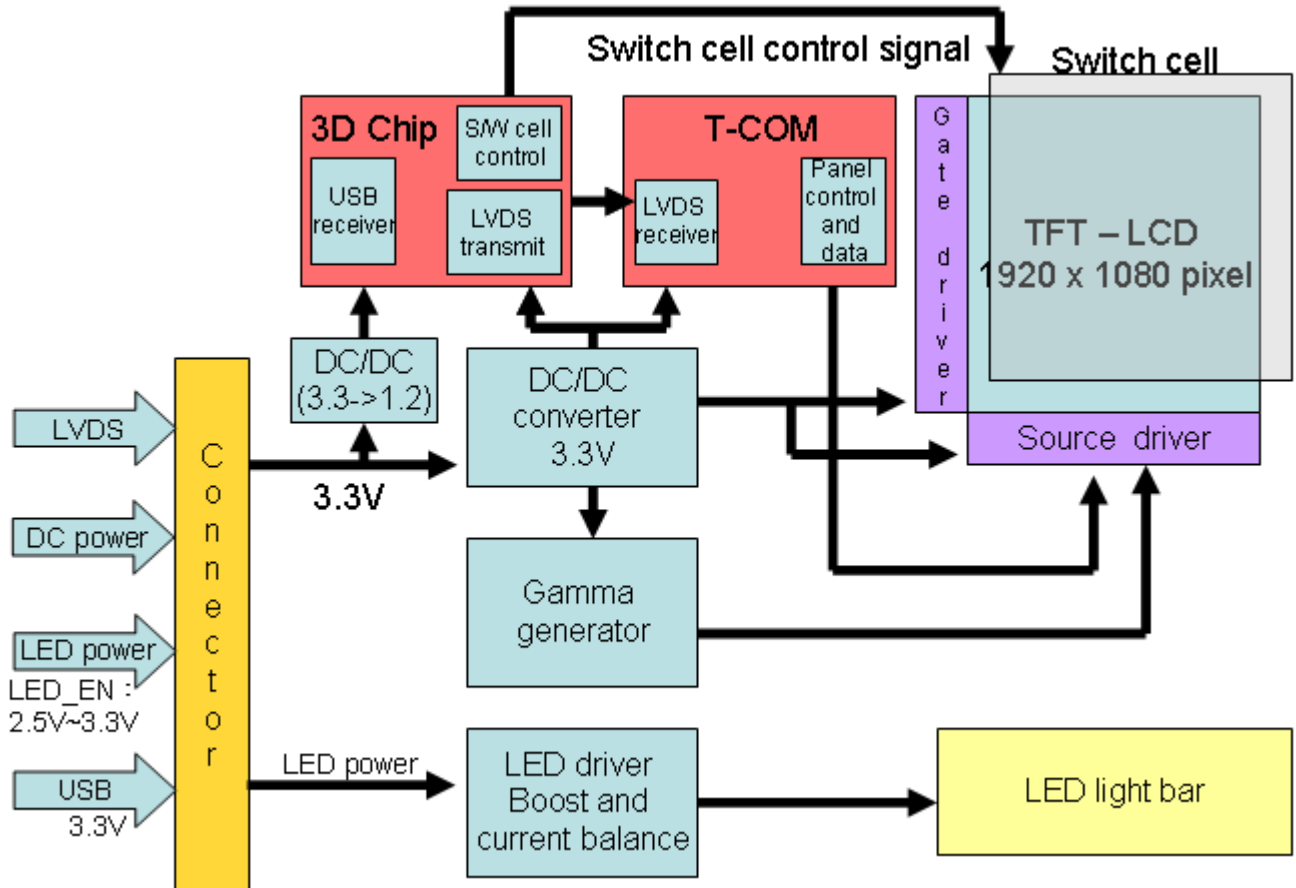 Switch cell control signal
Switch cell
3D Chip
S/W cell
control
USB
receiver
LVDS
transmit
T-COM
LVDS
receiver
Panel
control
and
data
Gate driver
TFT – LCD
1920 x 1080 pixel
Source driver
DC/DC
(3.3->1.2)
DC/DC
converter
3.3V
LVDS
DC power
LED power
LED_EN :
2.5V~3.3V
USB
3.3V
Connector
3.3V
Gamma
generator
LED power
LED driver
Boost and
current balance
LED light bar